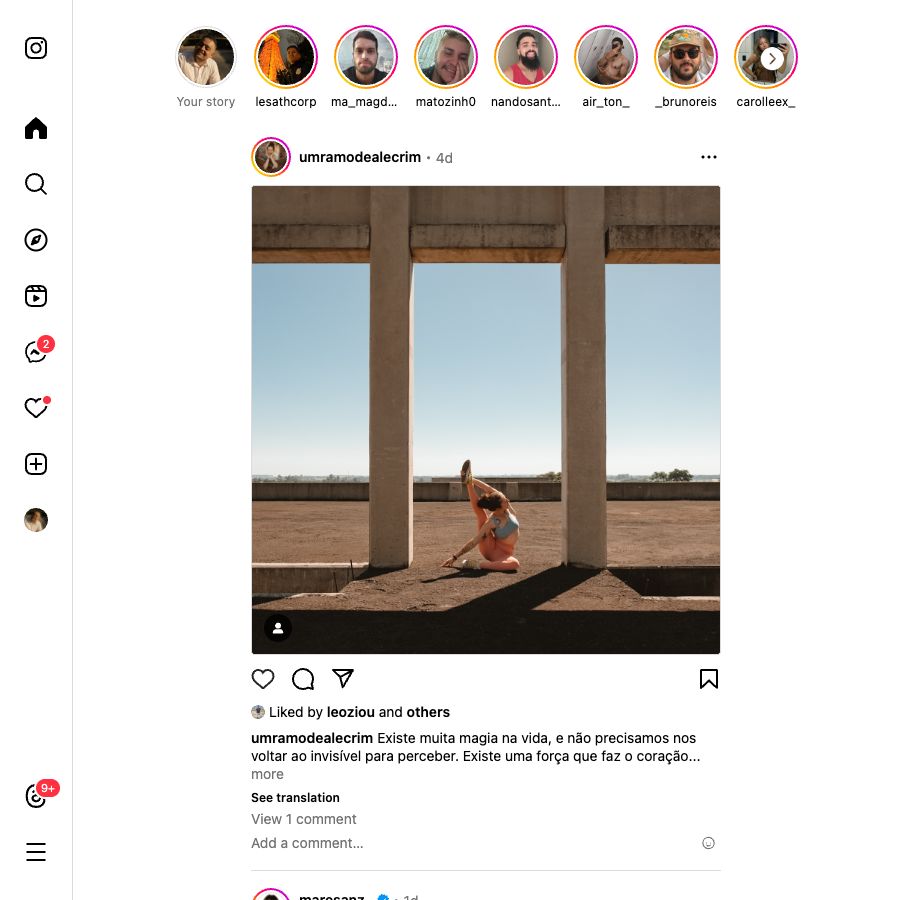 Your story
lesathcorp
ma_magd...
matozinh0
nandosant...
air_ton_
_brunoreis
carolleex_
umramodealecrim • 4d
2
Liked by leoziou and others
umramodealecrim Existe muita magia na vida, e não precisamos nos
voltar ao invisível para perceber. Existe uma força que faz o coração...
more
See translation
9+
View 1 comment
Add a comment...
marosanz • 1d